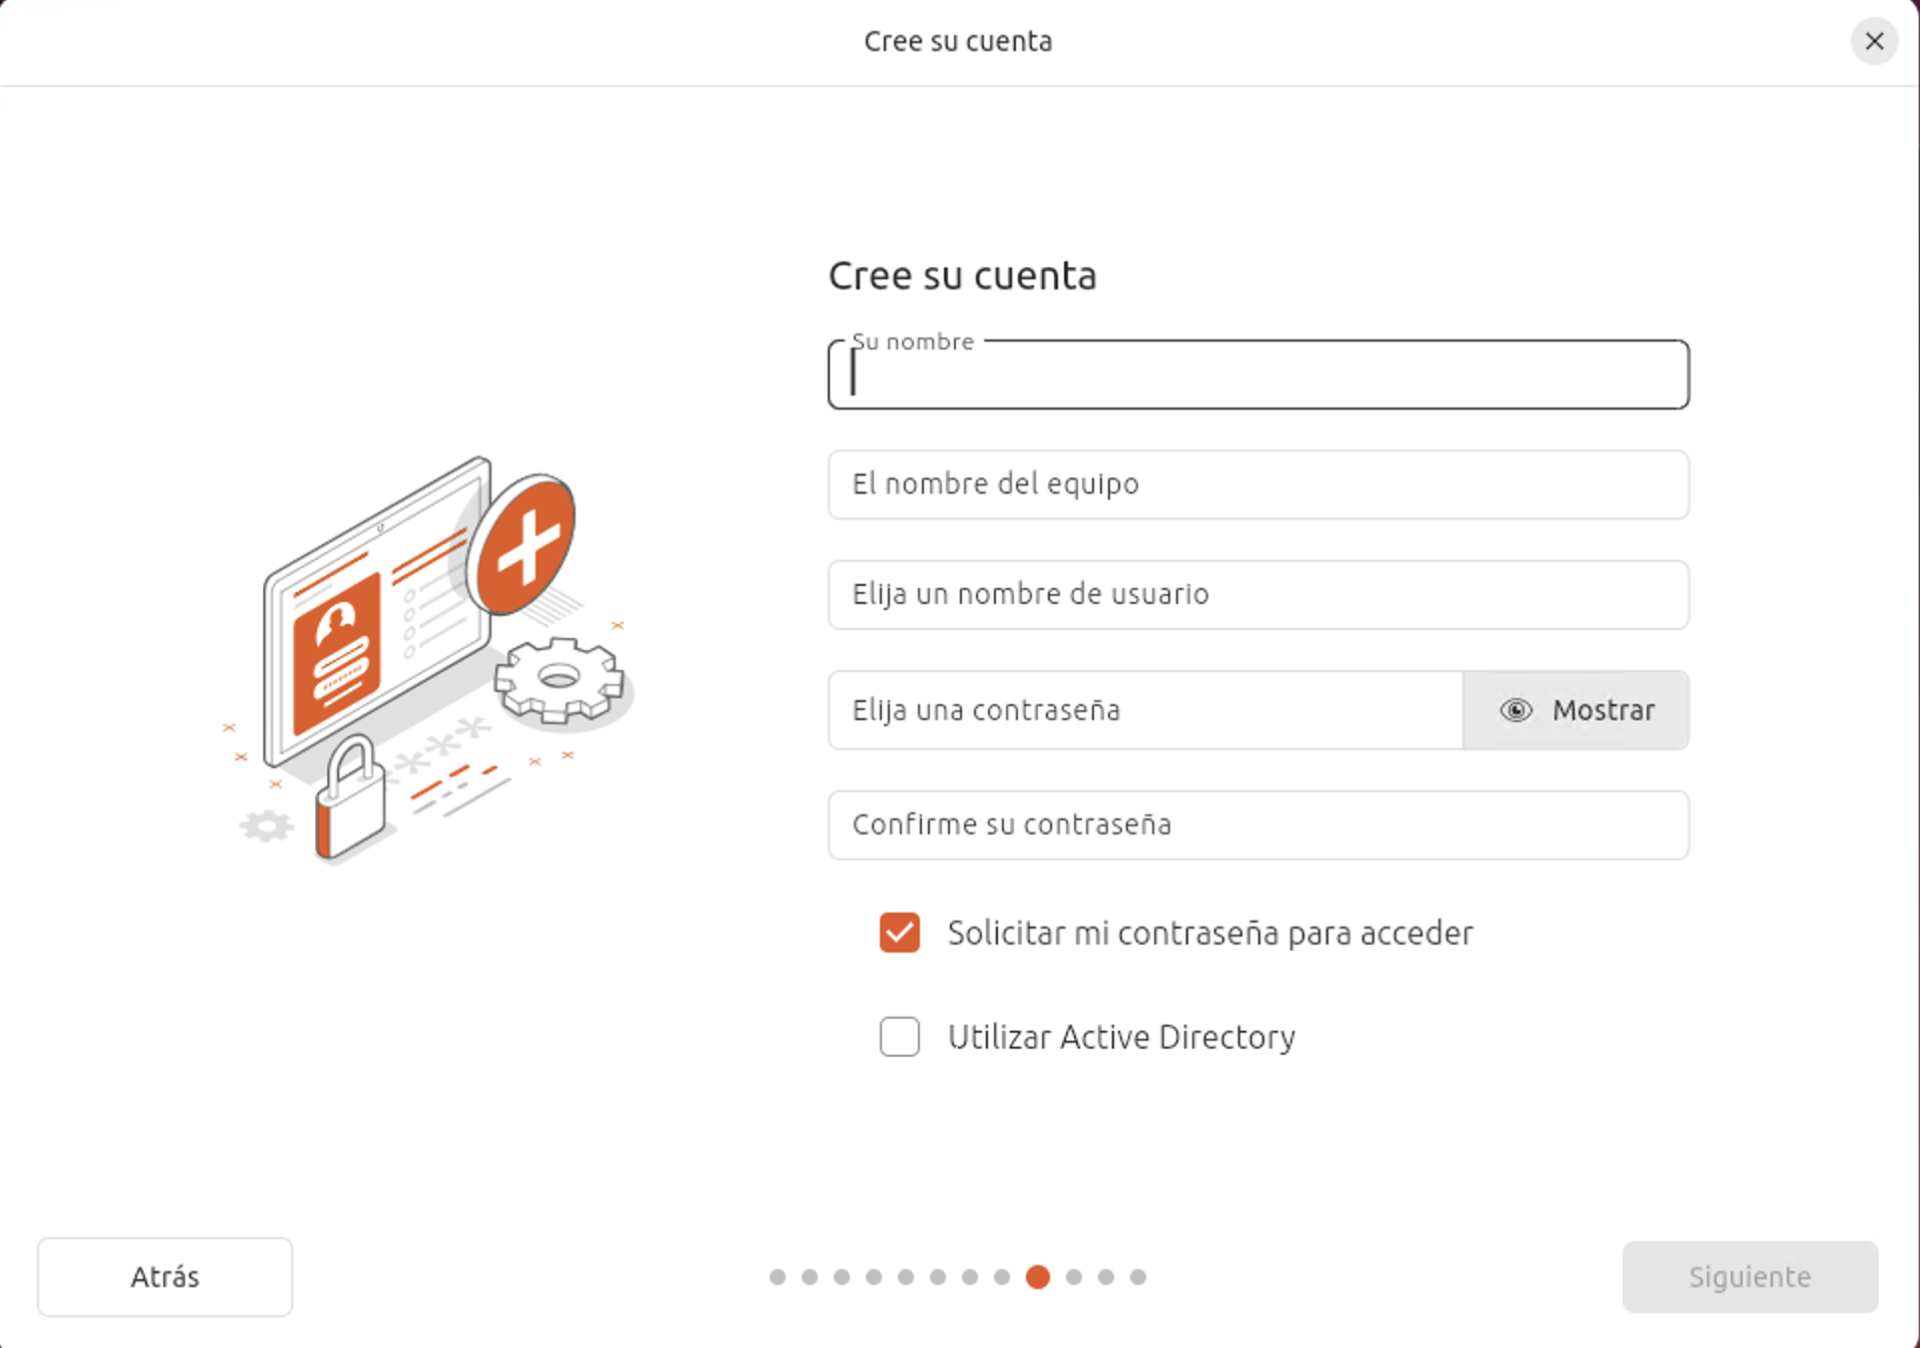 Cree su cuenta
Cree su cuenta
Su nombre
El nombre del equipo
Elija un nombre de usuario
Elija una contraseña
Mostrar
Confirme su contraseña
Solicitar mi contraseña para acceder
Utilizar Active Directory
Atrás
Siguiente